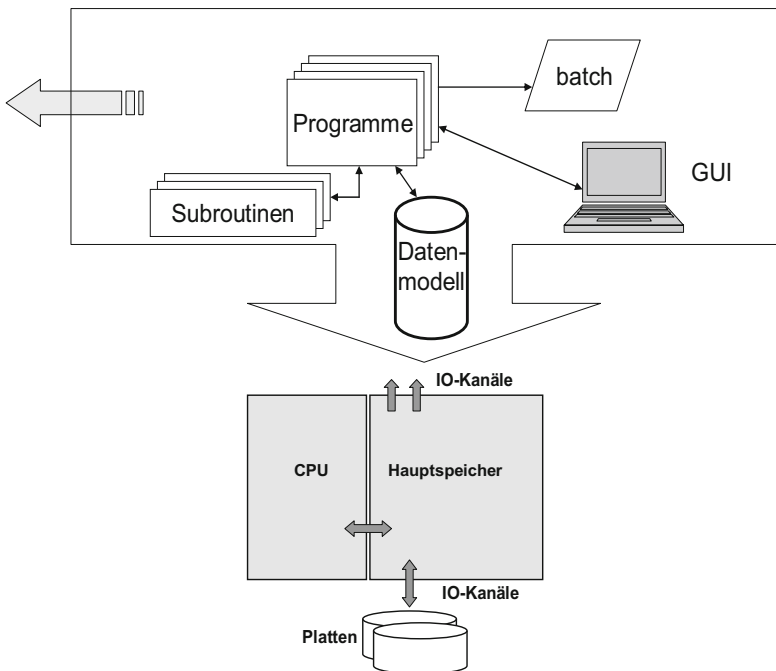 batch
Programme
GUI
Subroutinen
Daten-
modell
IO-Kanäle
CPU
Hauptspeicher
IO-Kanäle
Platten